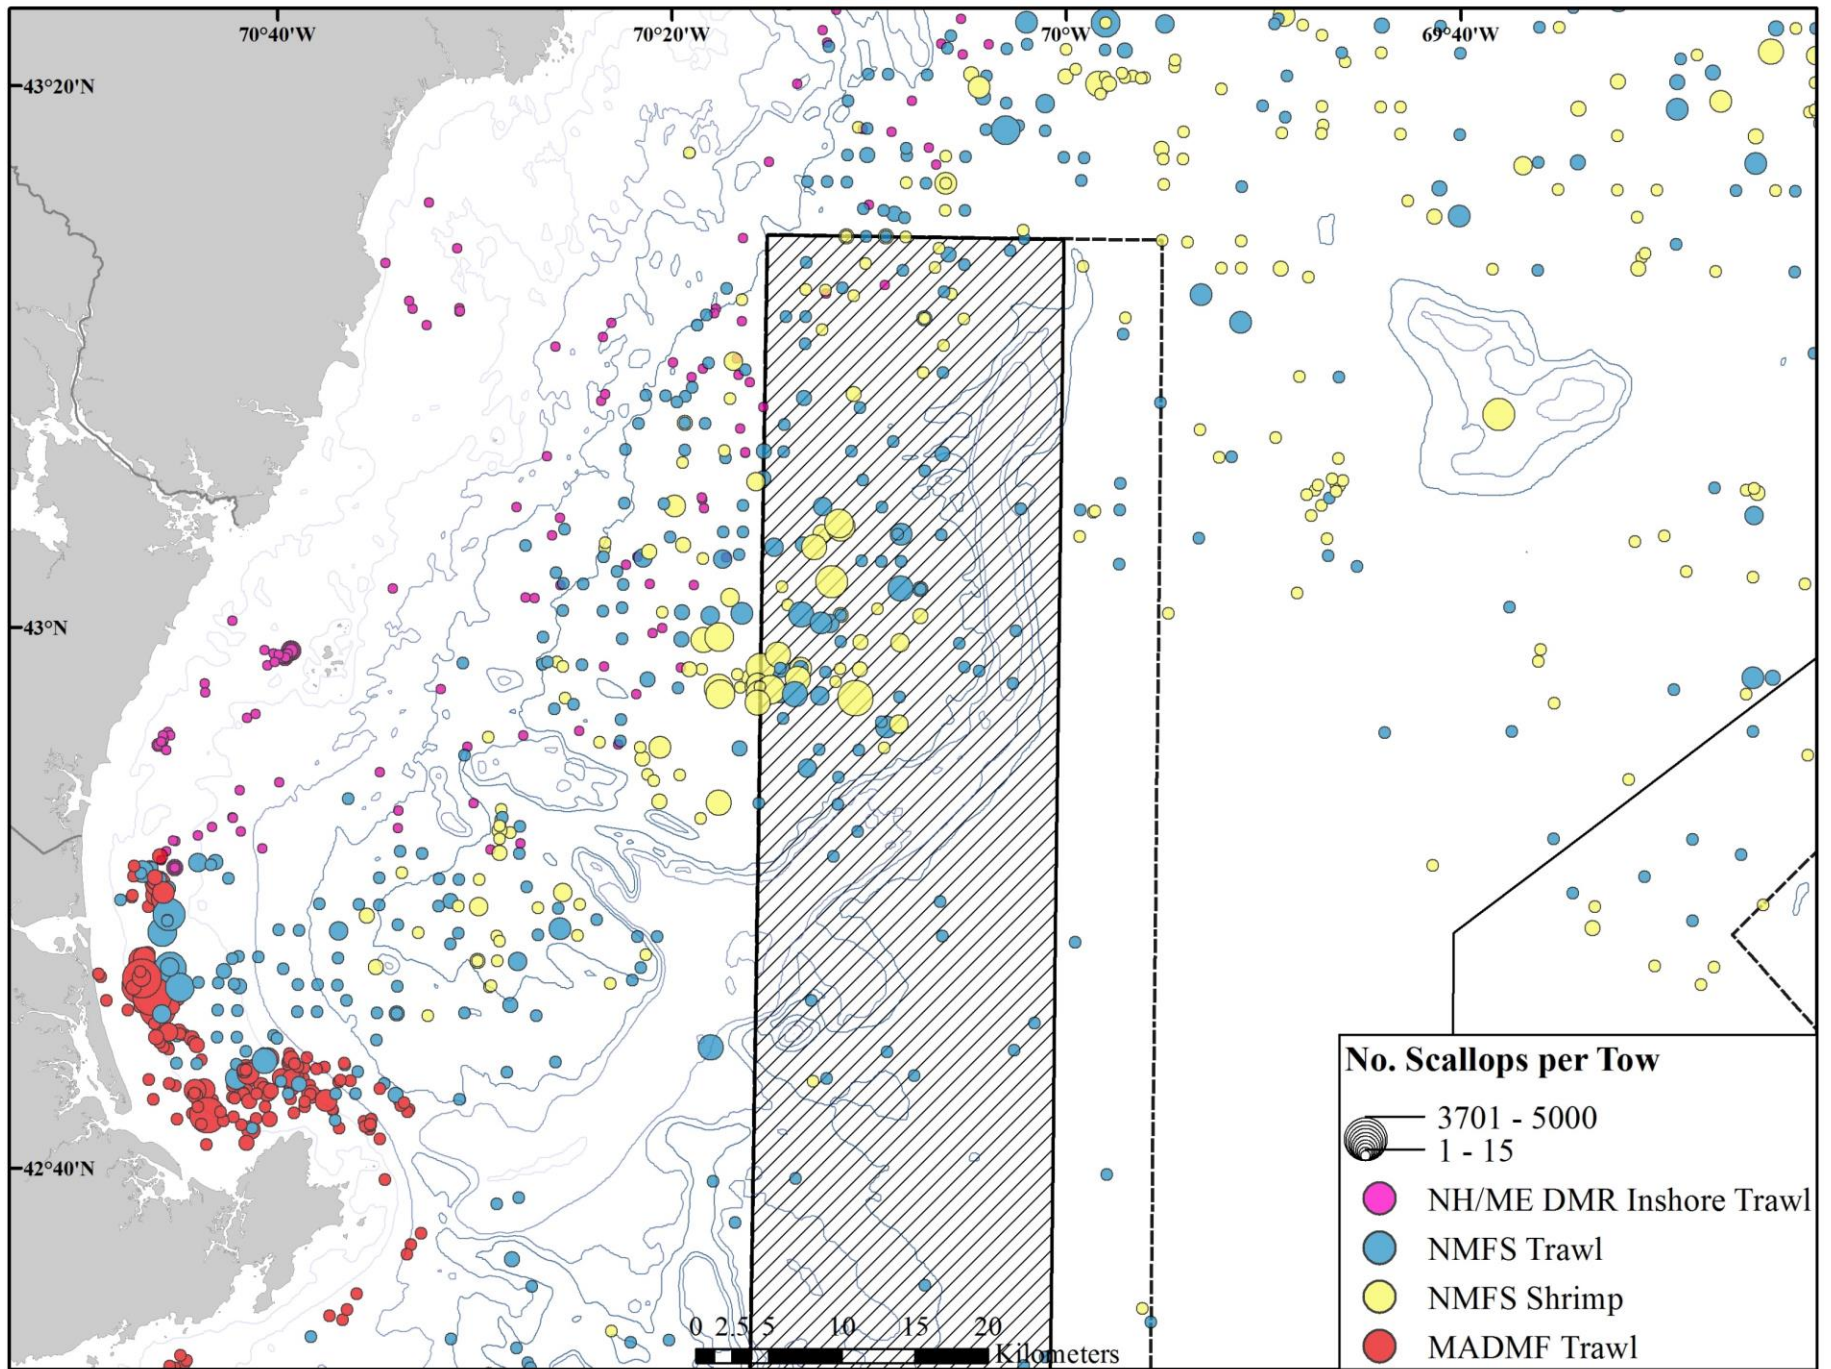 70°40'W 70°20'W 70°W 69°40'W
43°20'N
43°N
42°40'N
No. Scallops per Tow
3701 - 5000
1 - 15
NH/ME DMR Inshore Trawl
NMFS Trawl
NMFS Shrimp
MADMF Trawl
0 2.5 5 10 15 20
Kilometers